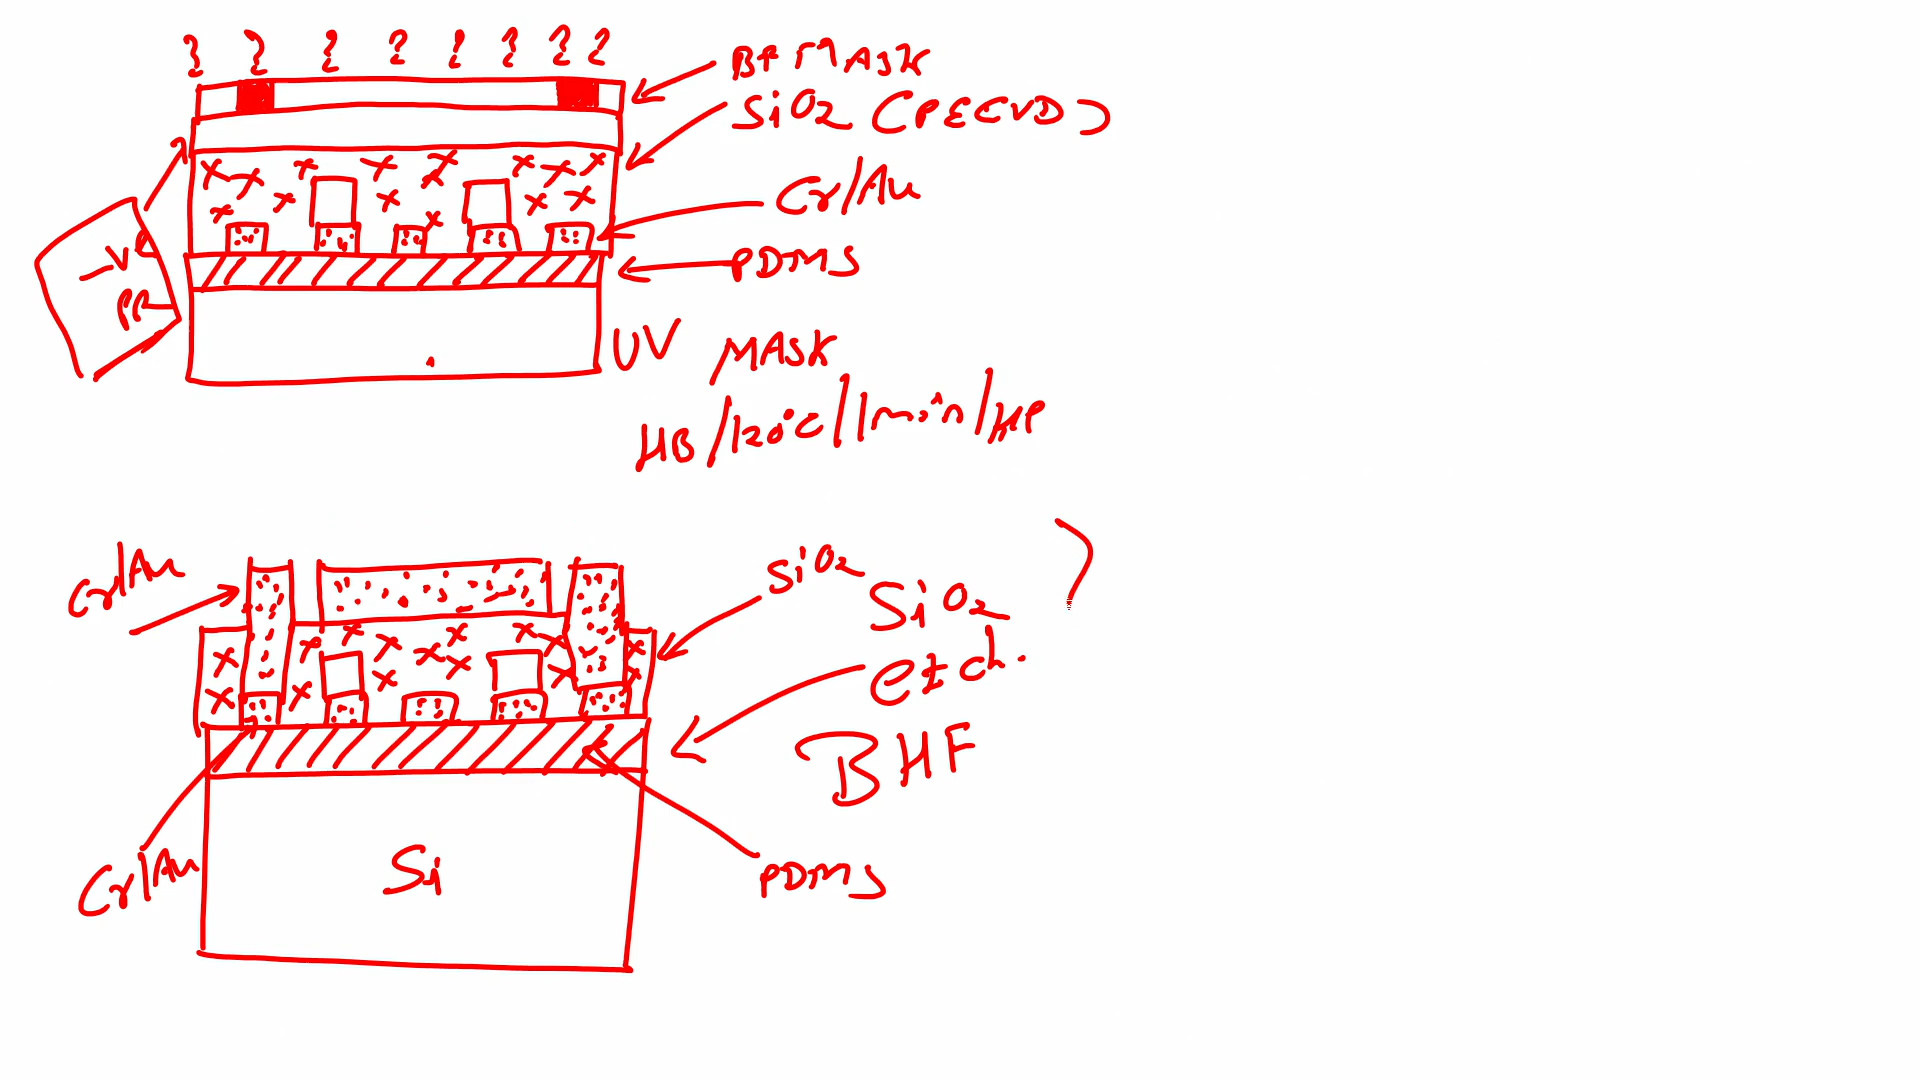 BF MASK
SiO2 (PECVD)
Cr/Au
PDMS
-ve
PR
UV
MASK
HB/120°C/1min/HP
Cr/Au
SiO2
SiO2
etch.
BHF
Cr/Au
Si
PDMS